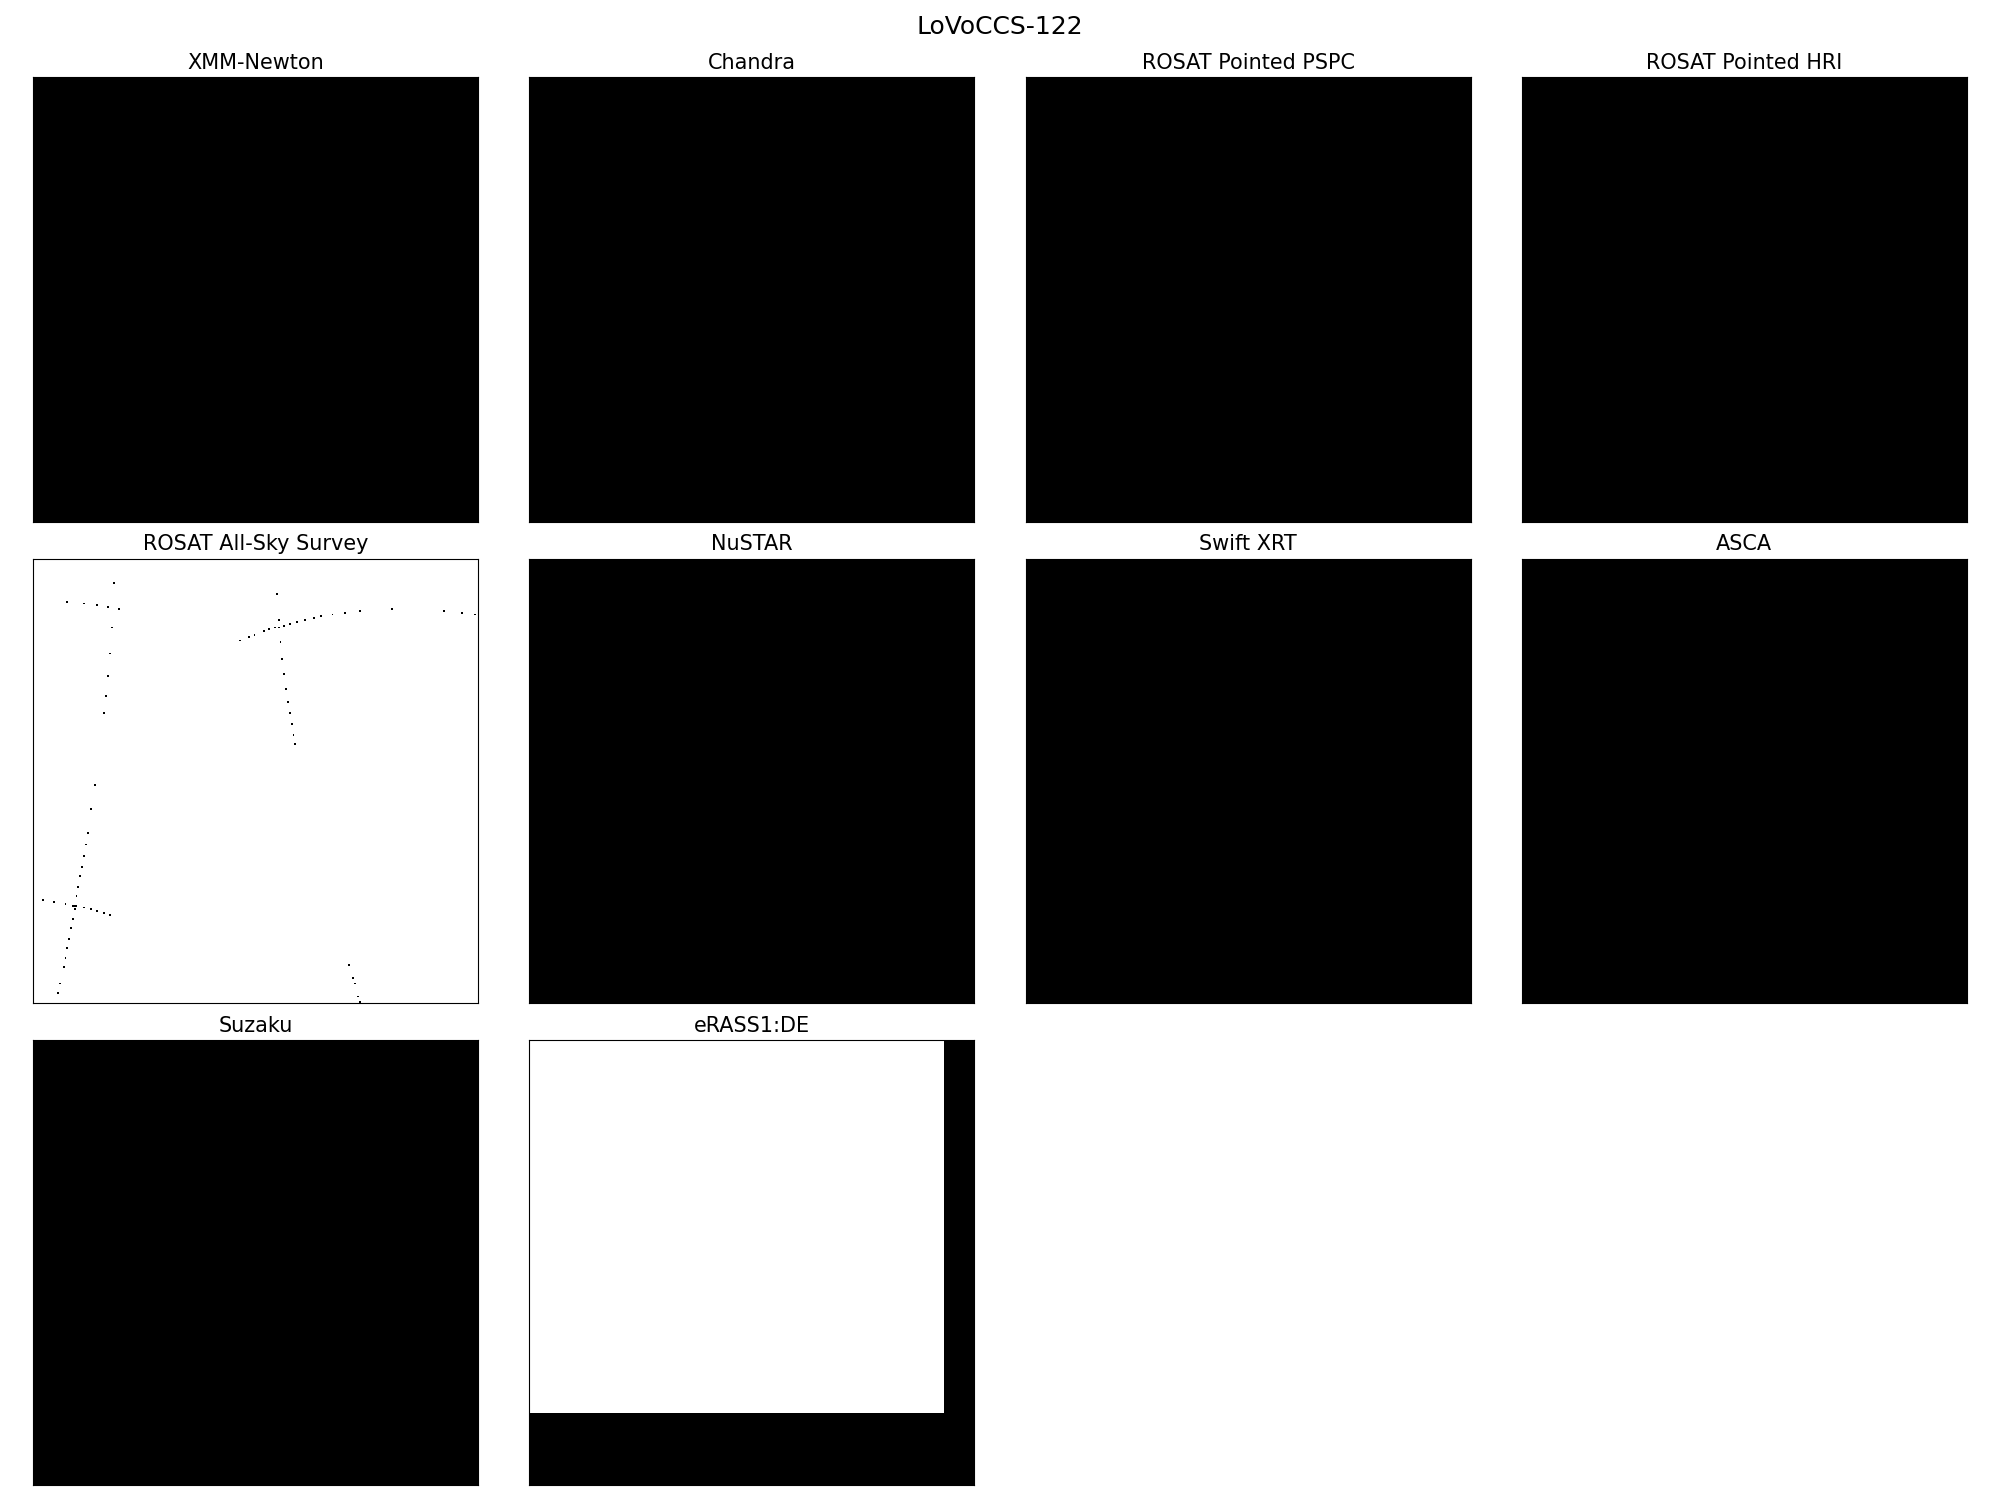 LoVoCCS-122
XMM-Newton
Chandra
ROSAT Pointed PSPC
ROSAT Pointed HRI
ROSAT All-Sky Survey
NuSTAR
Swift XRT
ASCA
Suzaku
eRASS1:DE